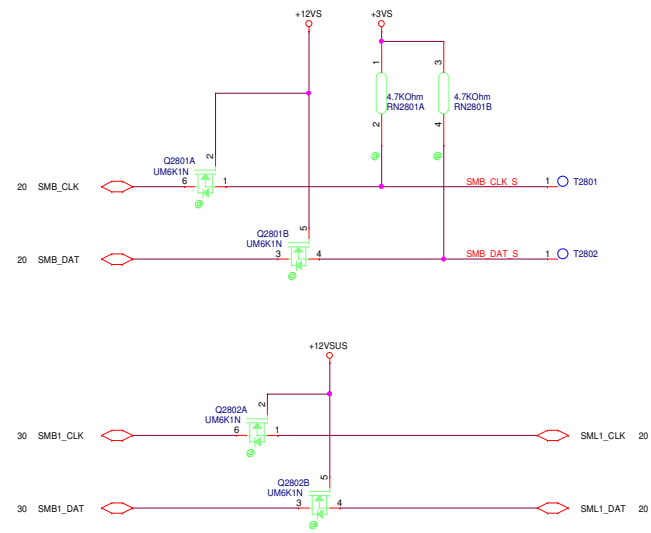 +12VS
+3VS
1
3
4.7KOhm
RN2801A
4.7KOhm
RN2801B
2
4
@
@
Q2801A
UM6K1N
2
20 SMB_CLK
6
1
@
SMB_CLK_S
1
T2801
Q2801B
UM6K1N
5
20 SMB_DAT
3
4
@
SMB_DAT_S
1
T2802
+12VSUS
Q2802A
UM6K1N
2
30 SMB1_CLK
6
1
@
SML1_CLK 20
Q2802B
UM6K1N
5
30 SMB1_DAT
3
4
@
SML1_DAT 20